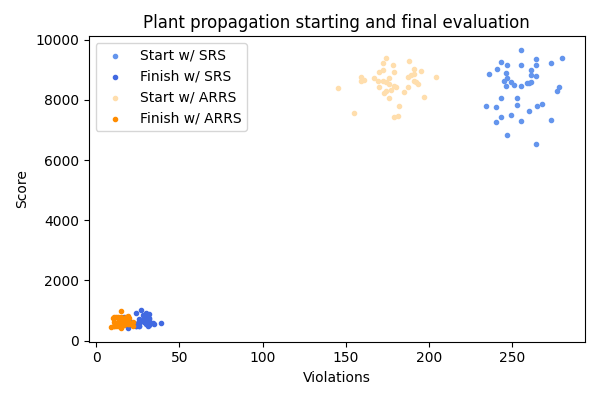 Plant propagation starting and final evaluation
Start w/ SRS
Finish w/ SRS
Start w/ ARRS
Finish w/ ARRS
Score
10000
8000
6000
4000
2000
0
0 50 100 150 200 250
Violations